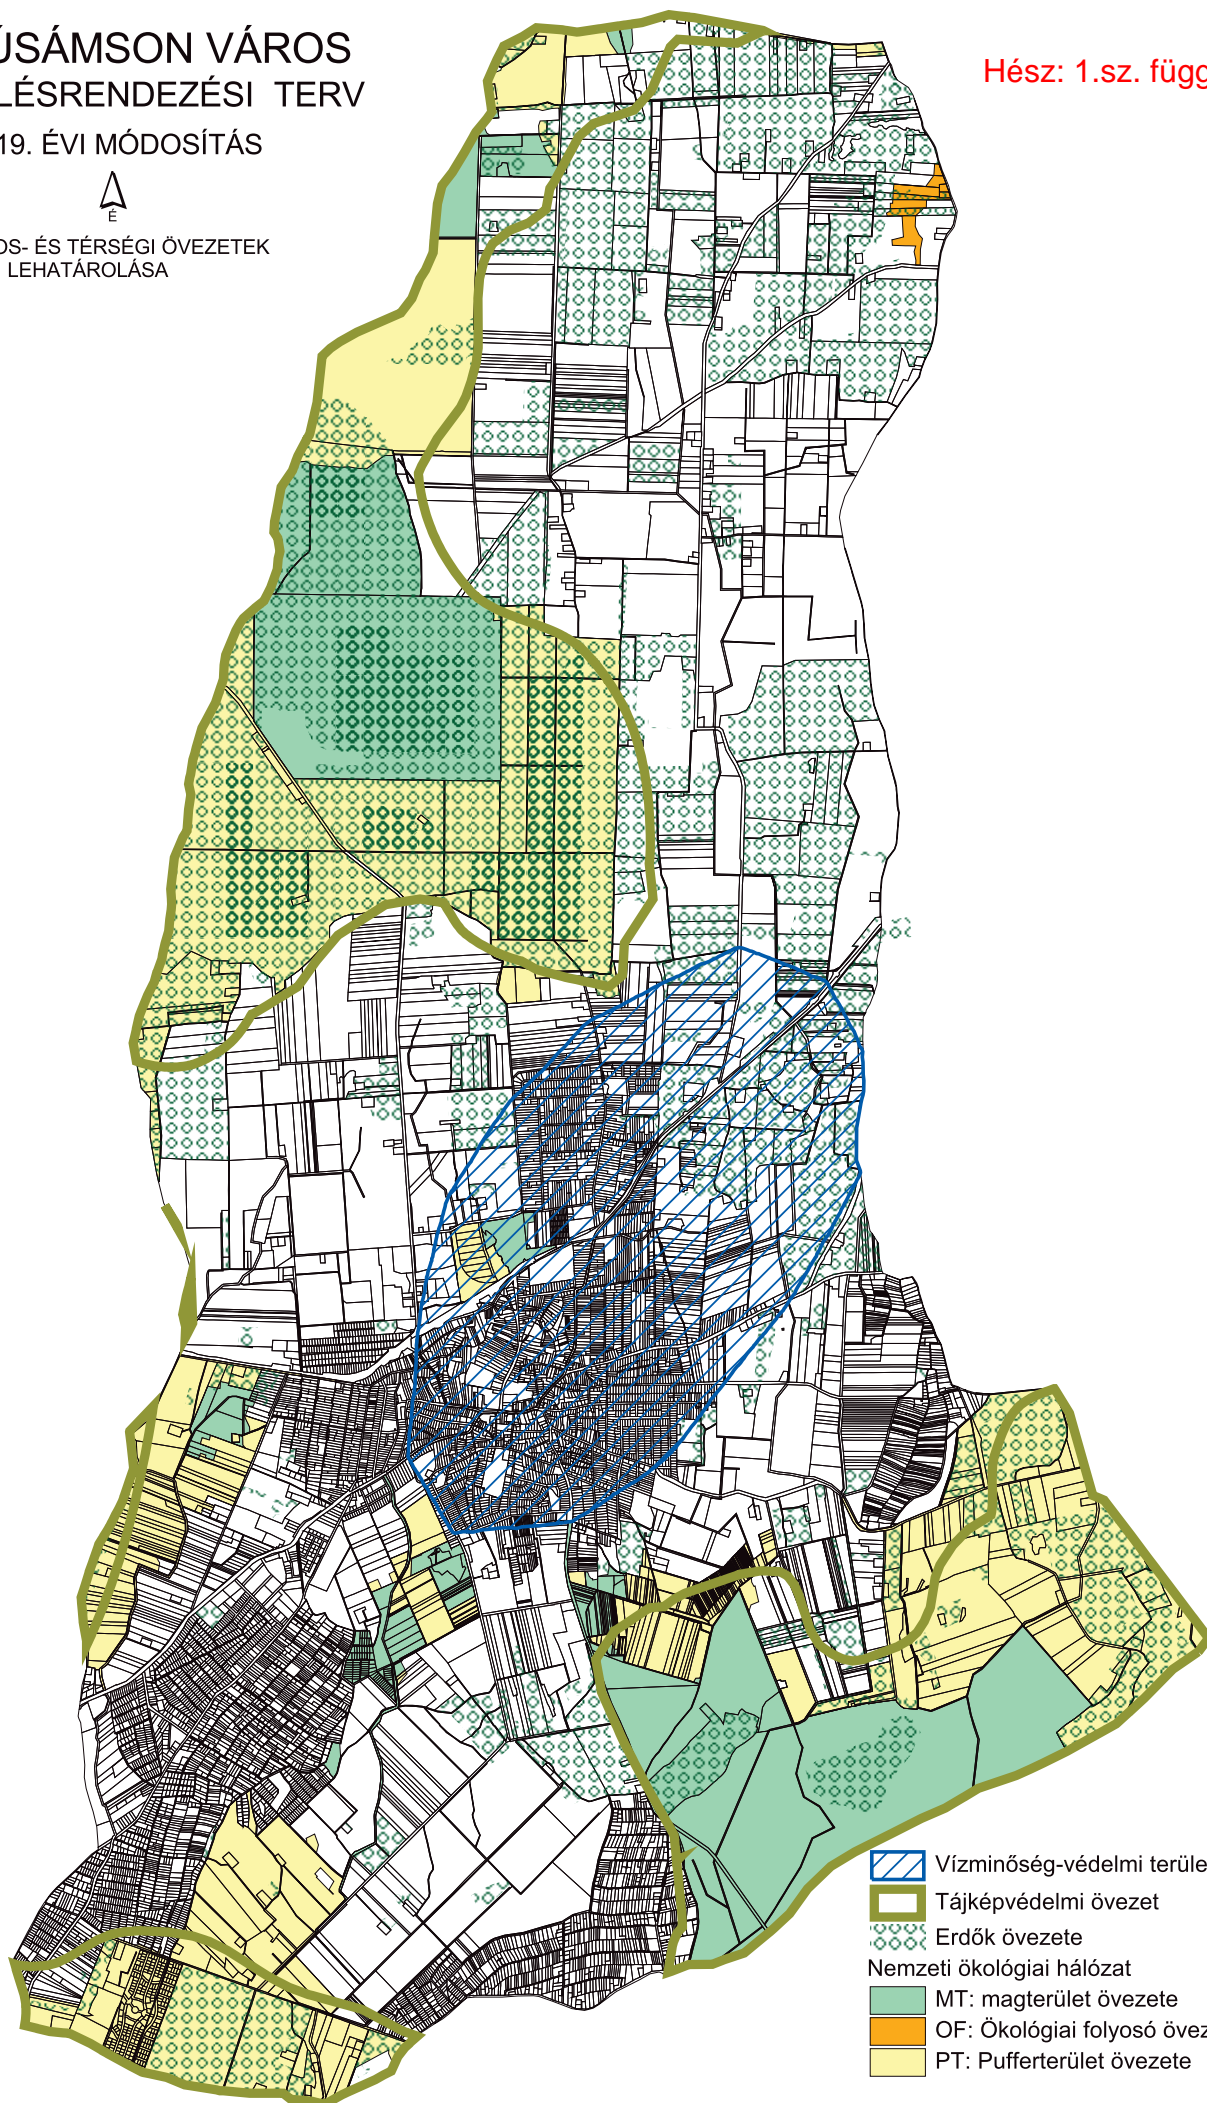 ÚSÁMSON VÁROS
LÉSRENDEZÉSI TERV
19. ÉVI MÓDOSÍTÁS
É
OS- ÉS TÉRSÉGI ÖVEZETEK
LEHATÁROLÁSA
Hész: 1.sz. függ
Vízminőség-védelmi terüle
Tájképvédelmi övezet
Erdők övezete
Nemzeti ökológiai hálózat
MT: magterület övezete
OF: Ökológiai folyosó övez
PT: Pufferterület övezete